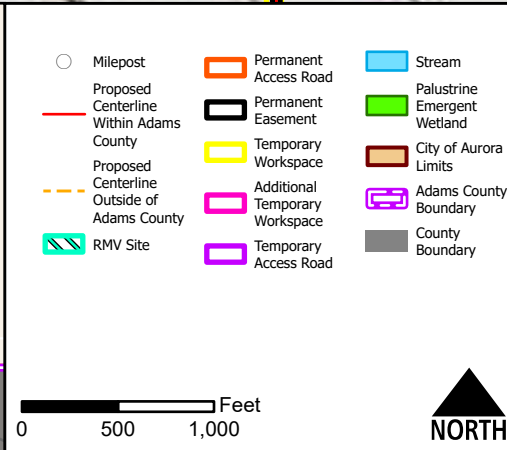 Milepost
Proposed
Centerline
Within Adams
County
Proposed
Centerline
Outside of
Adams County
RMV Site
Permanent
Access Road
Permanent
Easement
Temporary
Workspace
Additional
Temporary
Workspace
Temporary
Access Road
Stream
Palustrine
Emergent
Wetland
City of Aurora
Limits
Adams County
Boundary
County
Boundary
Feet
0 500 1,000
NORTH